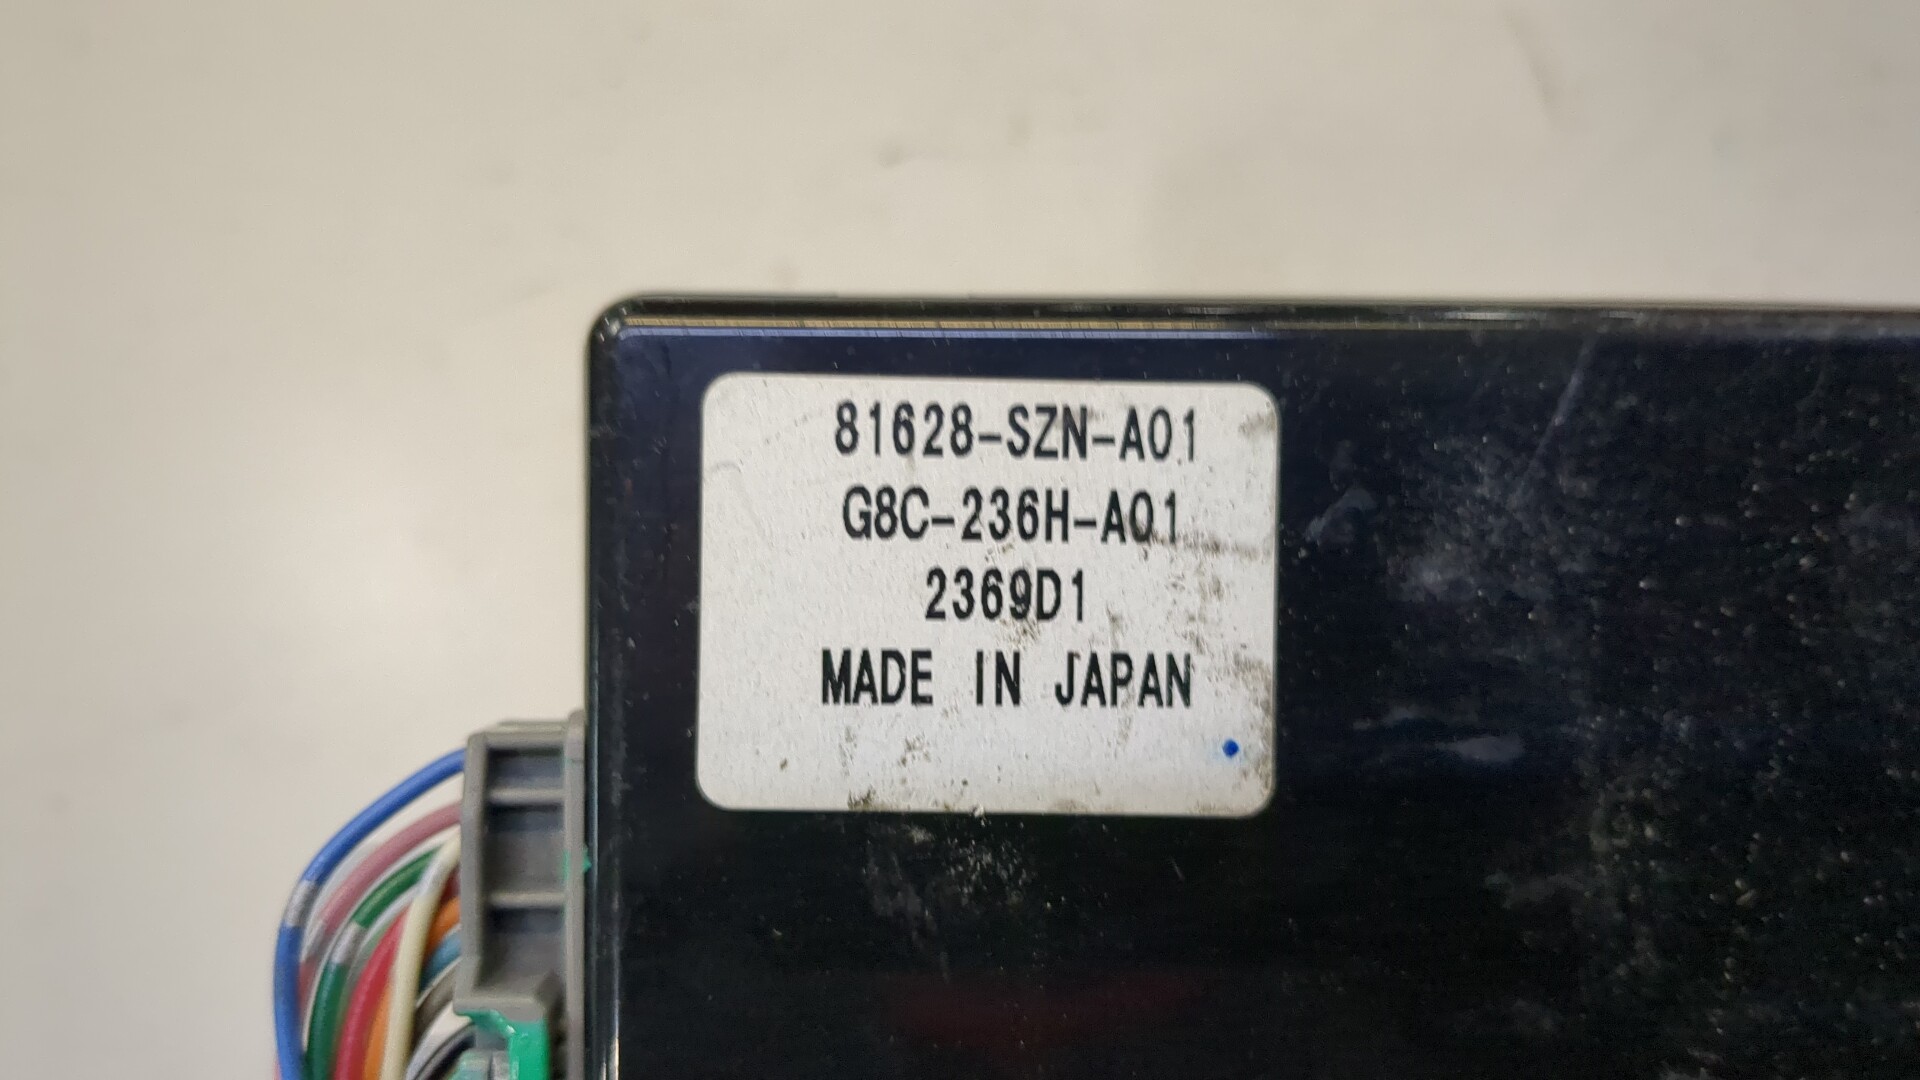 81628-SZN-A01
G8C-236H-A01
2369D1
MADE IN JAPAN